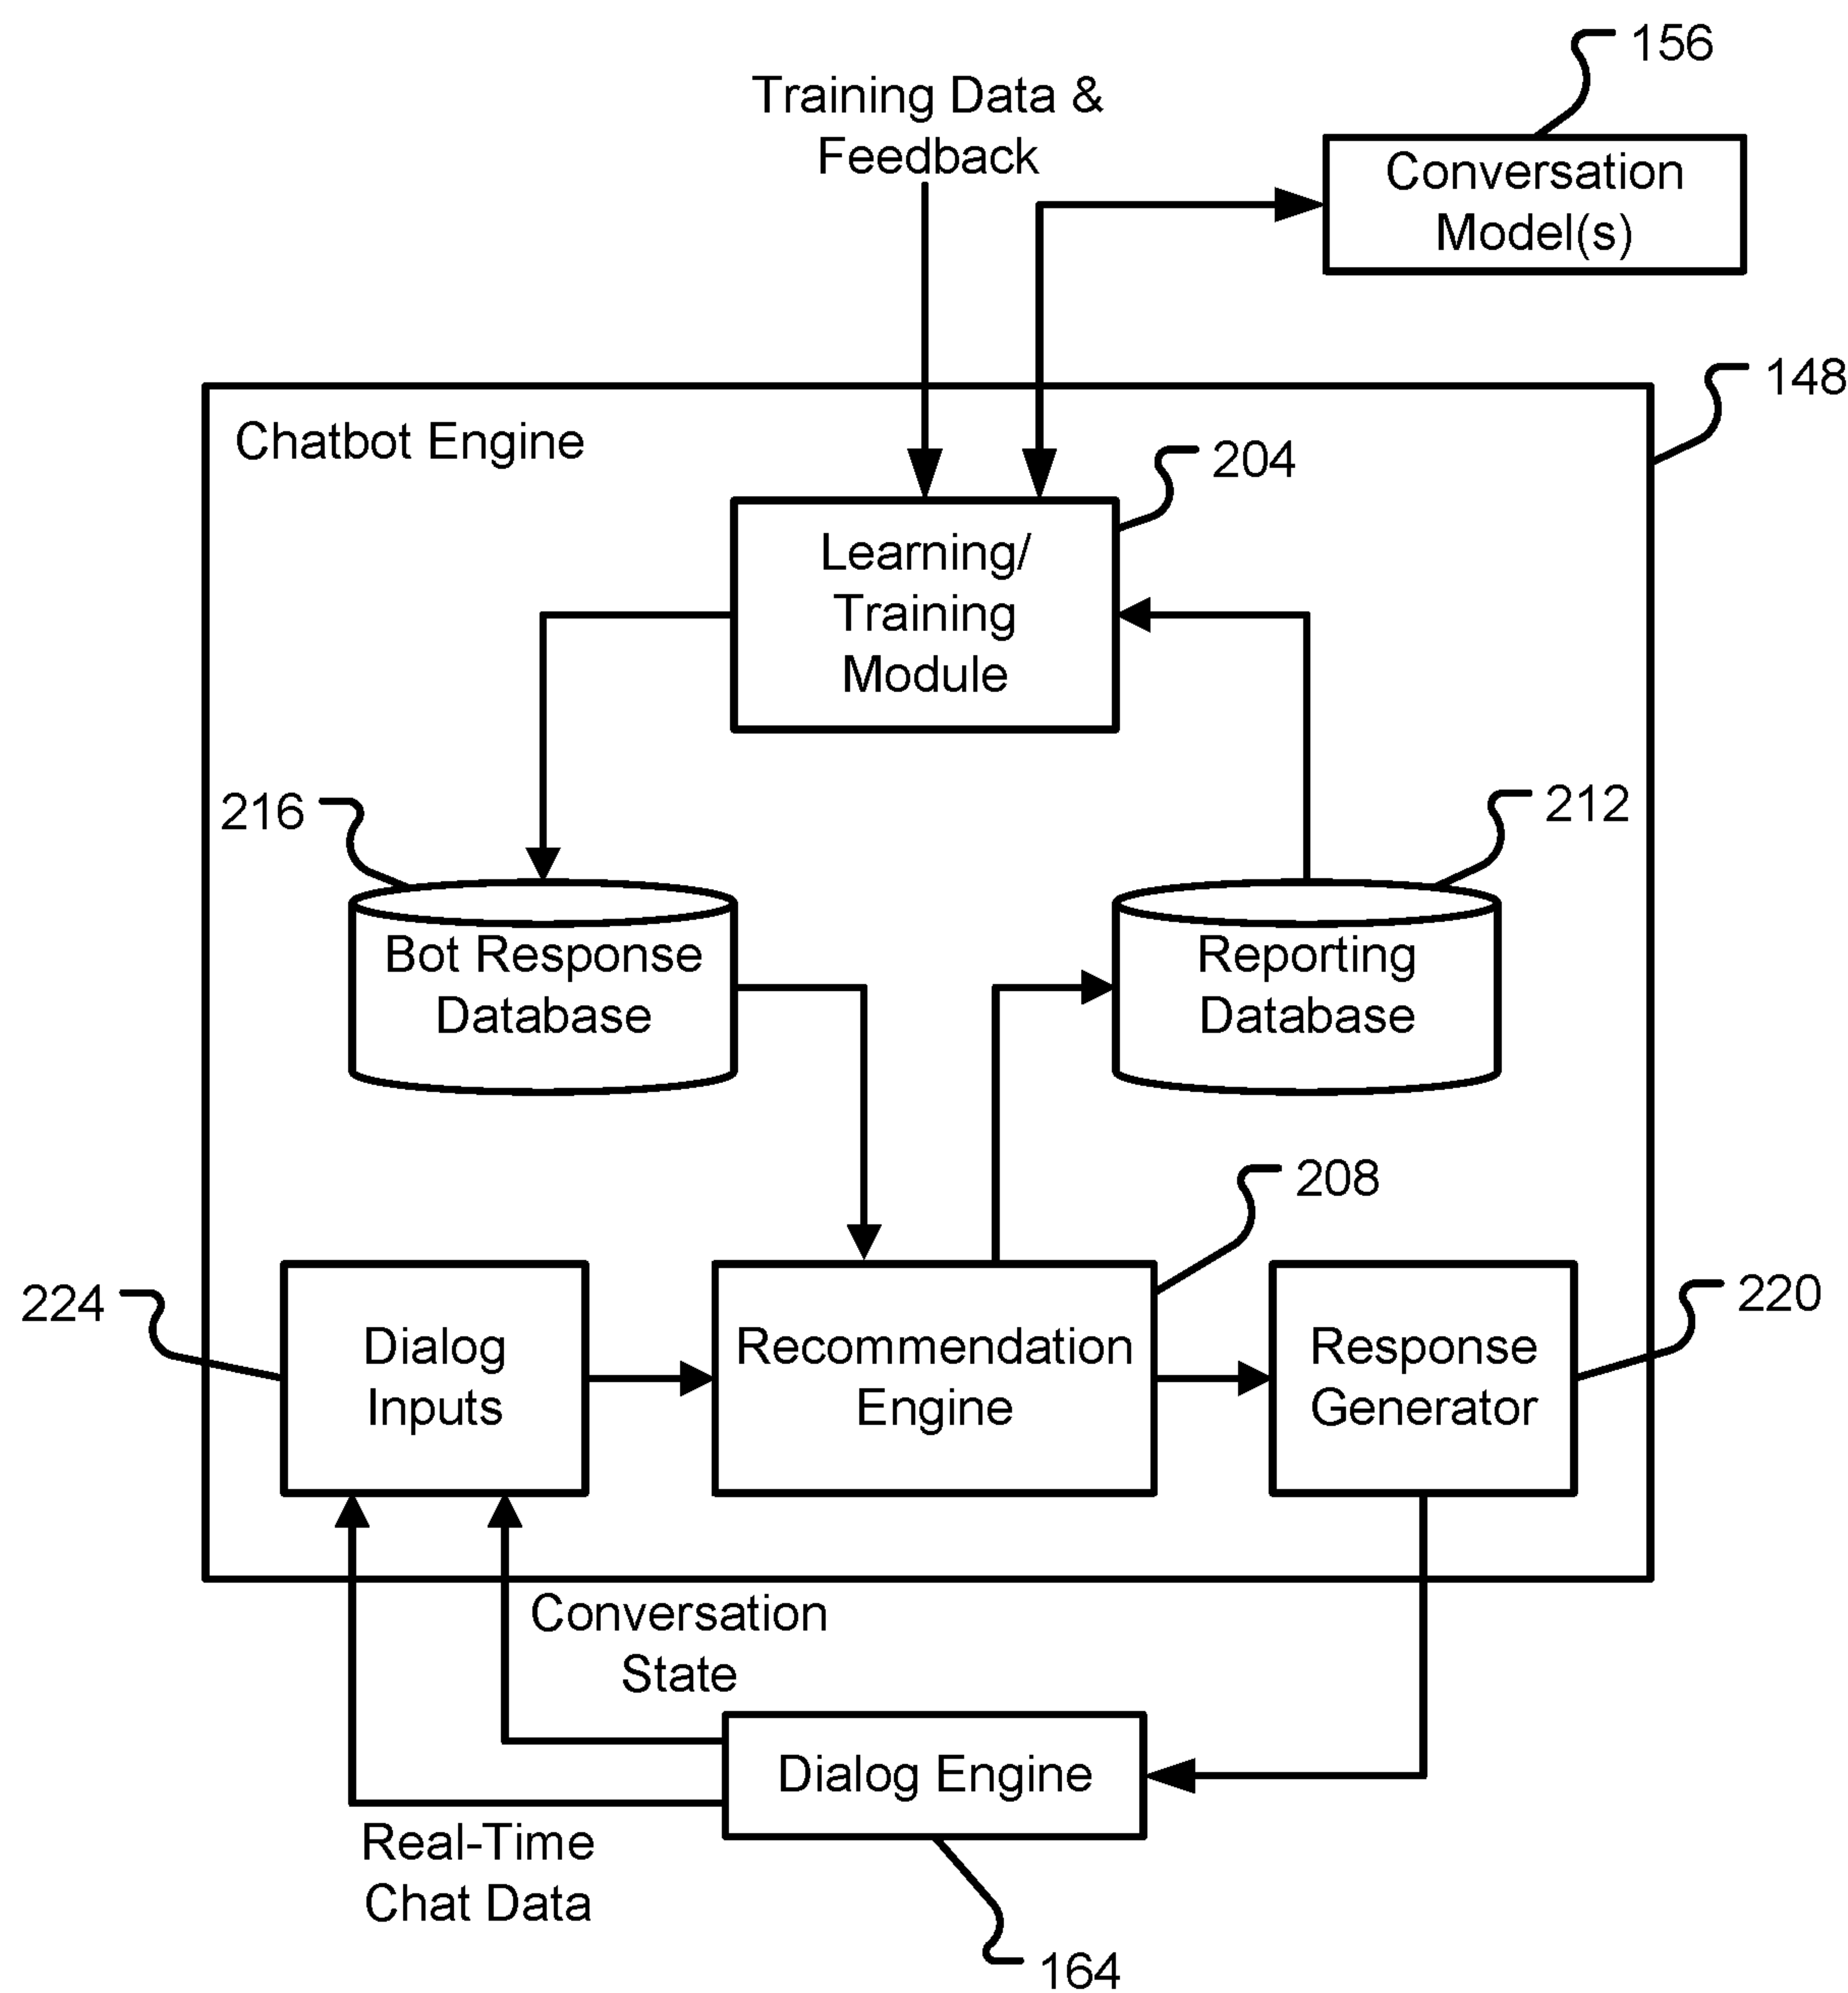 156
Training Data &
Feedback
Conversation
Model(s)
148
Chatbot Engine
204
Learning/
Training
Module
216
212
Bot Response
Database
Reporting
Database
208
224
220
Dialog
Inputs
Recommendation
Engine
Response
Generator
Conversation
State
Dialog Engine
Real-Time
Chat Data
164